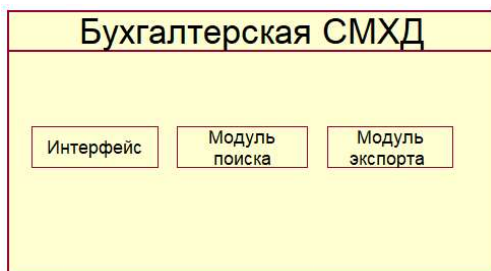 Бухгалтерская СМХД
Интерфейс
Модуль
поиска
Модуль
экспорта